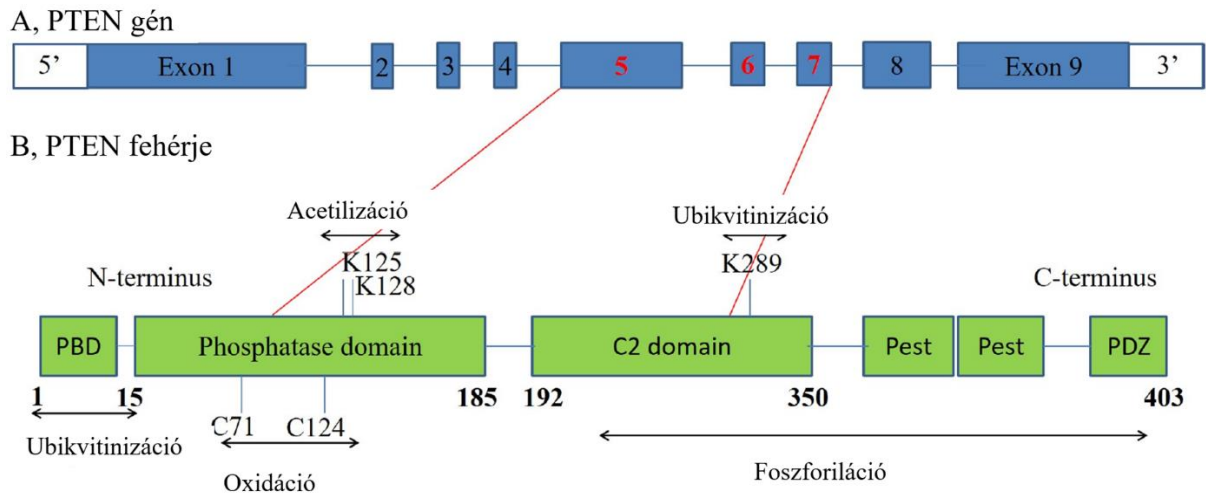 A, PTEN gén
5’ Exon 1 2 3 4 5 6 7 8 Exon 9 3’
B, PTEN fehérje
Acetilizáció Ubikvitinizáció
K125 K289
N-terminus K128 C-terminus
PBD Phosphatase domain C2 domain Pest Pest PDZ
1 15 185 192 350 403
C71 C124
Ubikvitinizáció
Oxidáció Foszforiláció